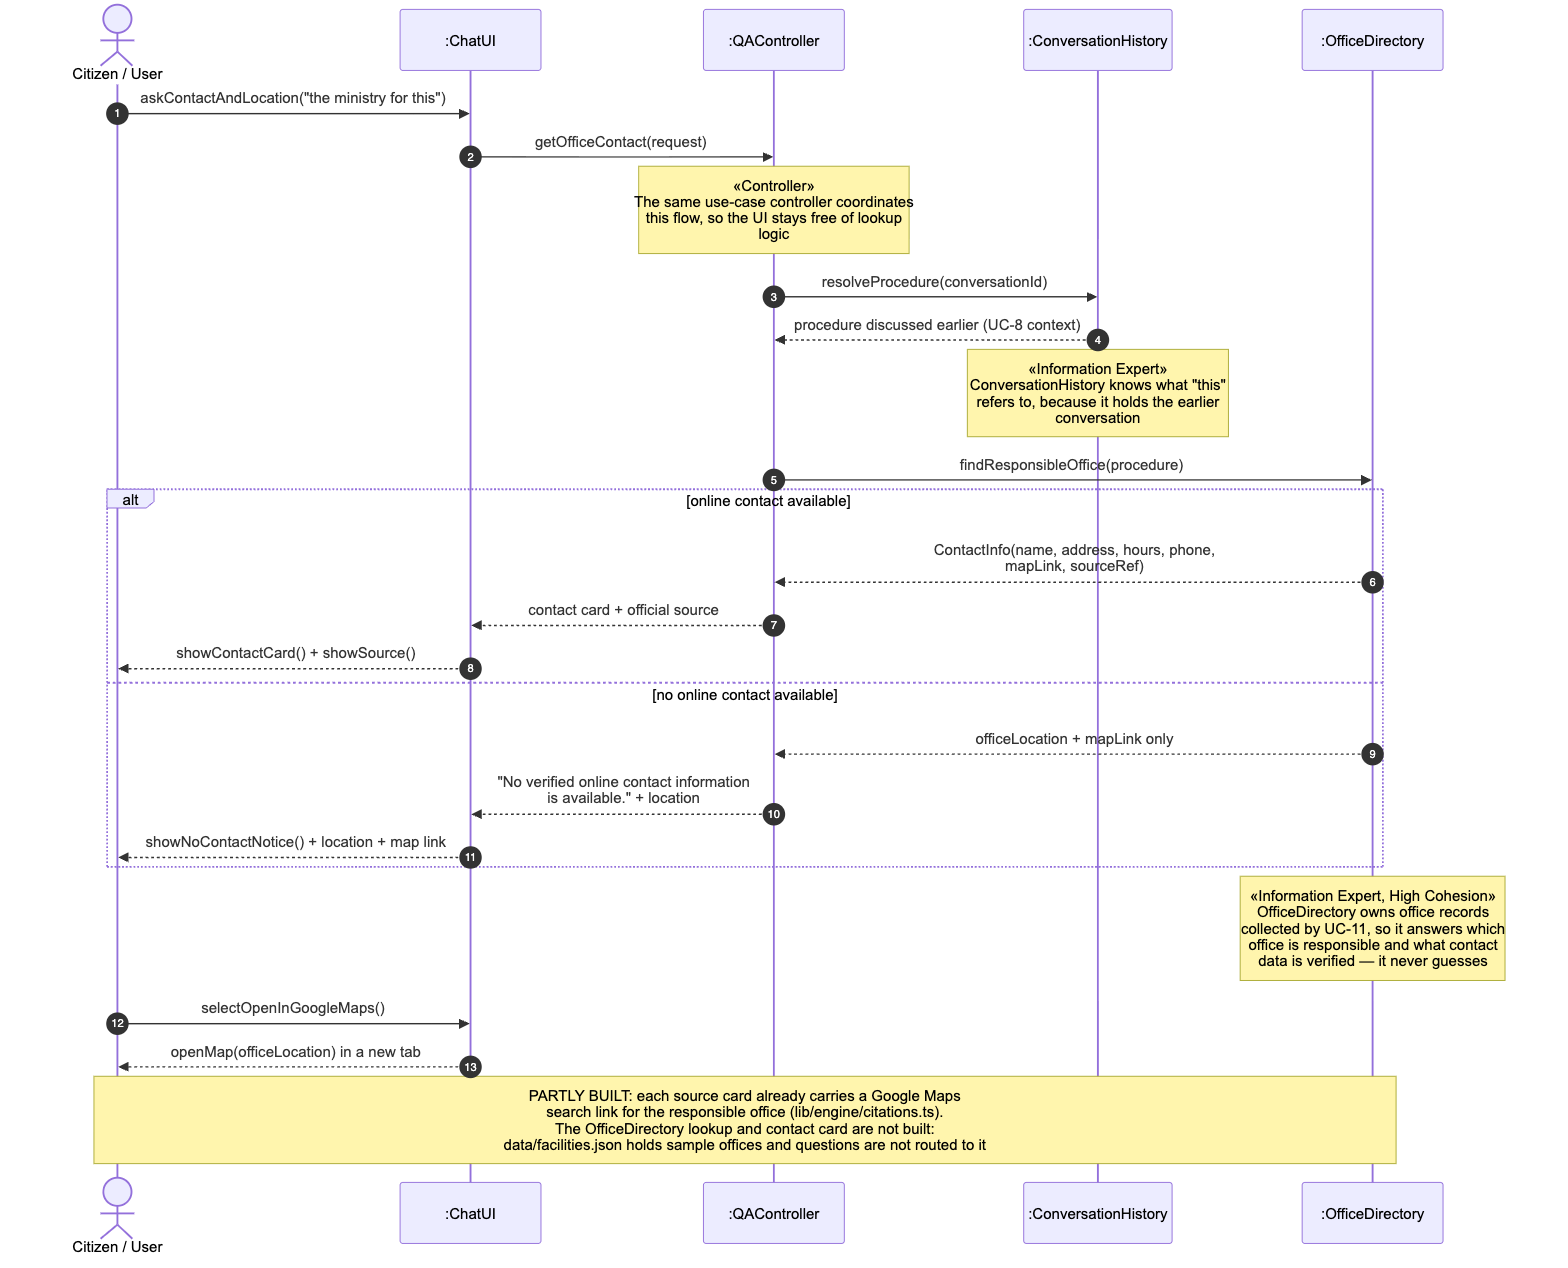 Citizen / User
:ChatUI
:QAController
:ConversationHistory
:OfficeDirectory
1
askContactAndLocation("the ministry for this")
2
getOfficeContact(request)
«Controller»
The same use-case controller coordinates
this flow, so the UI stays free of lookup
logic
3
resolveProcedure(conversationId)
procedure discussed earlier (UC-8 context)
4
«Information Expert»
ConversationHistory knows what "this"
refers to, because it holds the earlier
conversation
5
findResponsibleOffice(procedure)
alt
[online contact available]
ContactInfo(name, address, hours, phone,
mapLink, sourceRef)
6
contact card + official source
7
showContactCard() + showSource()
8
[no online contact available]
officeLocation + mapLink only
9
"No verified online contact information
is available." + location
10
showNoContactNotice() + location + map link
11
«Information Expert, High Cohesion»
OfficeDirectory owns office records
collected by UC-11, so it answers which
office is responsible and what contact
data is verified — it never guesses
12
selectOpenInGoogleMaps()
openMap(officeLocation) in a new tab
13
PARTLY BUILT: each source card already carries a Google Maps
search link for the responsible office (lib/engine/citations.ts).
The OfficeDirectory lookup and contact card are not built:
data/facilities.json holds sample offices and questions are not routed to it
Citizen / User
:ChatUI
:QAController
:ConversationHistory
:OfficeDirectory